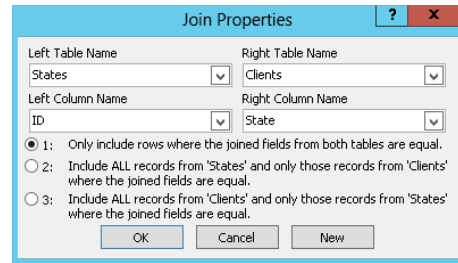 Join Properties
? x
Left Table Name Right Table Name
States Clients
Left Column Name Right Column Name
ID State
1: Only include rows where the joined fields from both tables are equal.
2: Include ALL records from 'States' and only those records from 'Clients'
where the joined fields are equal.
3: Include ALL records from 'Clients' and only those records from 'States'
where the joined fields are equal.
OK Cancel New